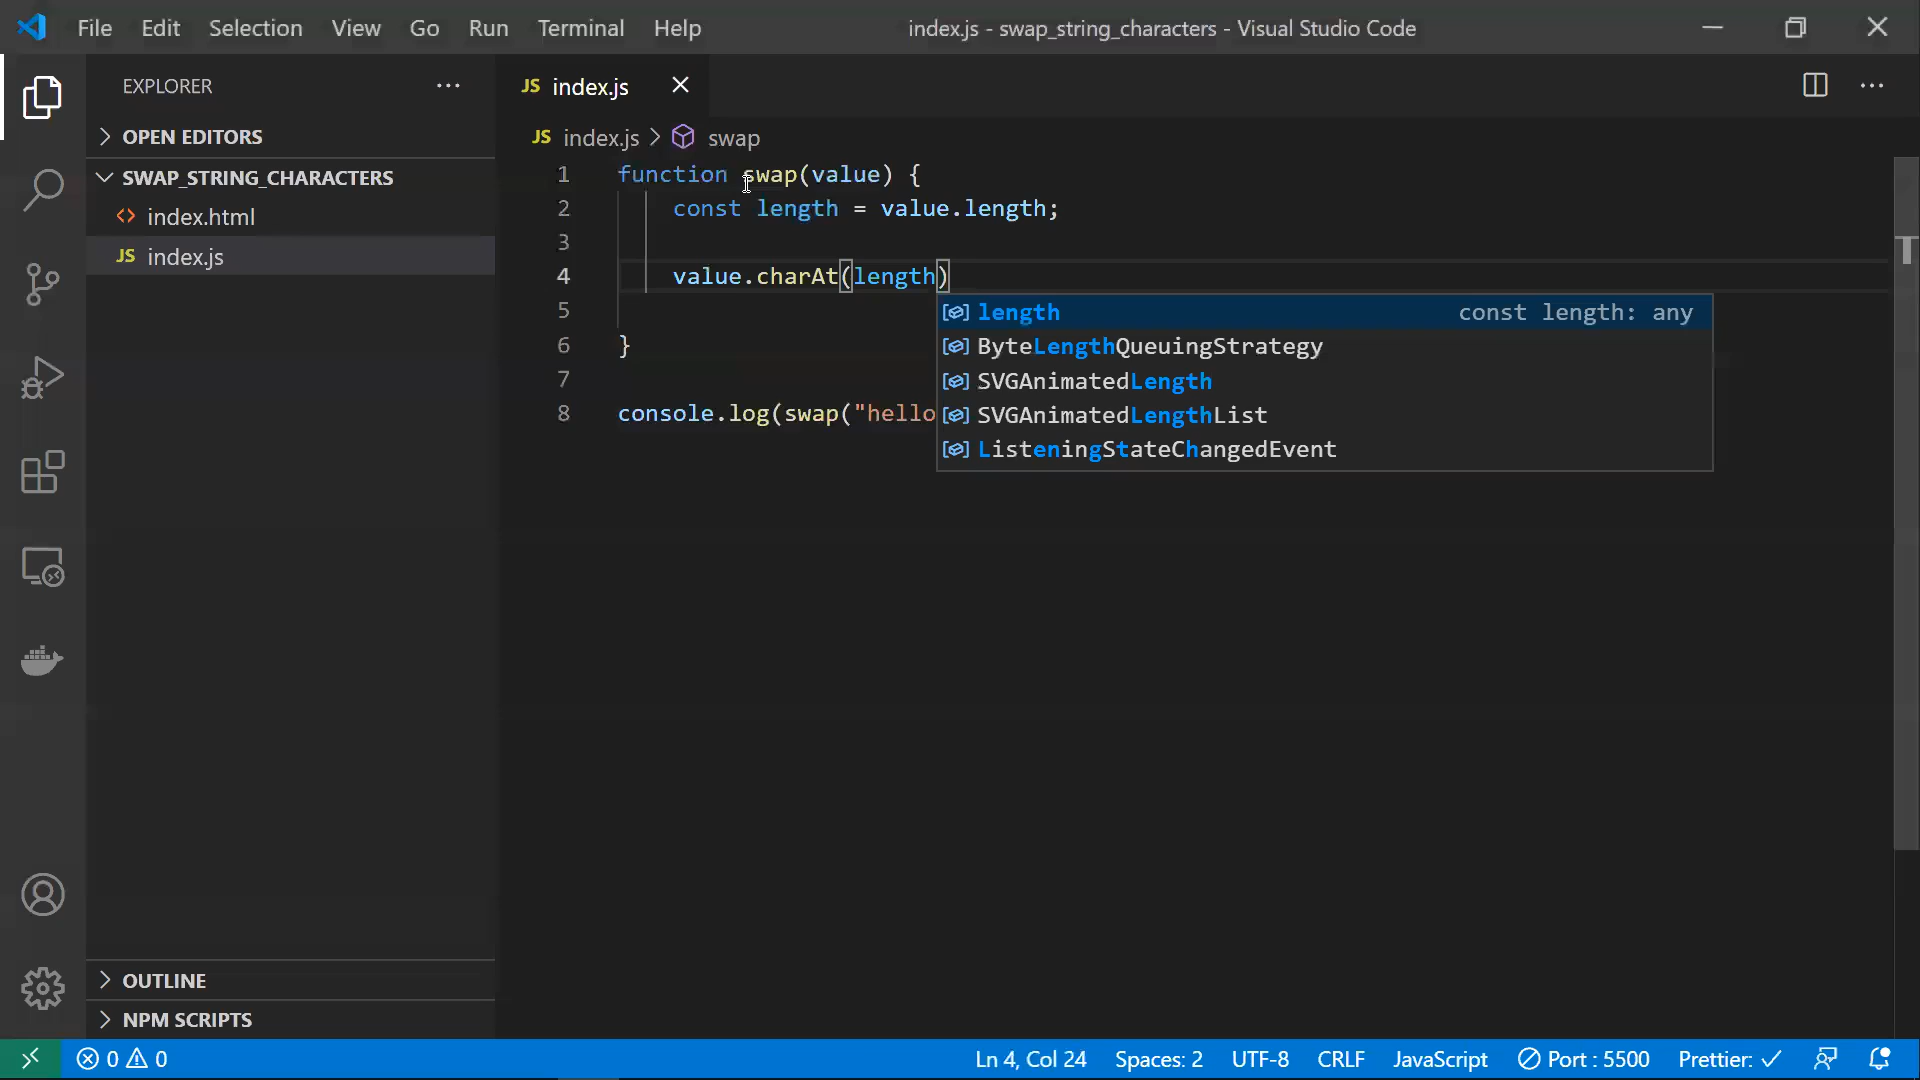 File Edit Selection View Go Run Terminal Help
index.js - swap_string_characters - Visual Studio Code
EXPLORER
OPEN EDITORS
SWAP_STRING_CHARACTERS
index.html
JS index.js
JS index.js
JS index.js > swap
1 function swap(value) {
2 const length = value.length;
3
4 value.charAt(length)
5
6 }
7
8 console.log(swap("hello
length const length: any
ByteLengthQueuingStrategy
SVGAnimatedLength
SVGAnimatedLengthList
ListeningStateChangedEvent
OUTLINE
NPM SCRIPTS
0 0 Ln 4, Col 24 Spaces: 2 UTF-8 CRLF JavaScript Port : 5500 Prettier: ✓